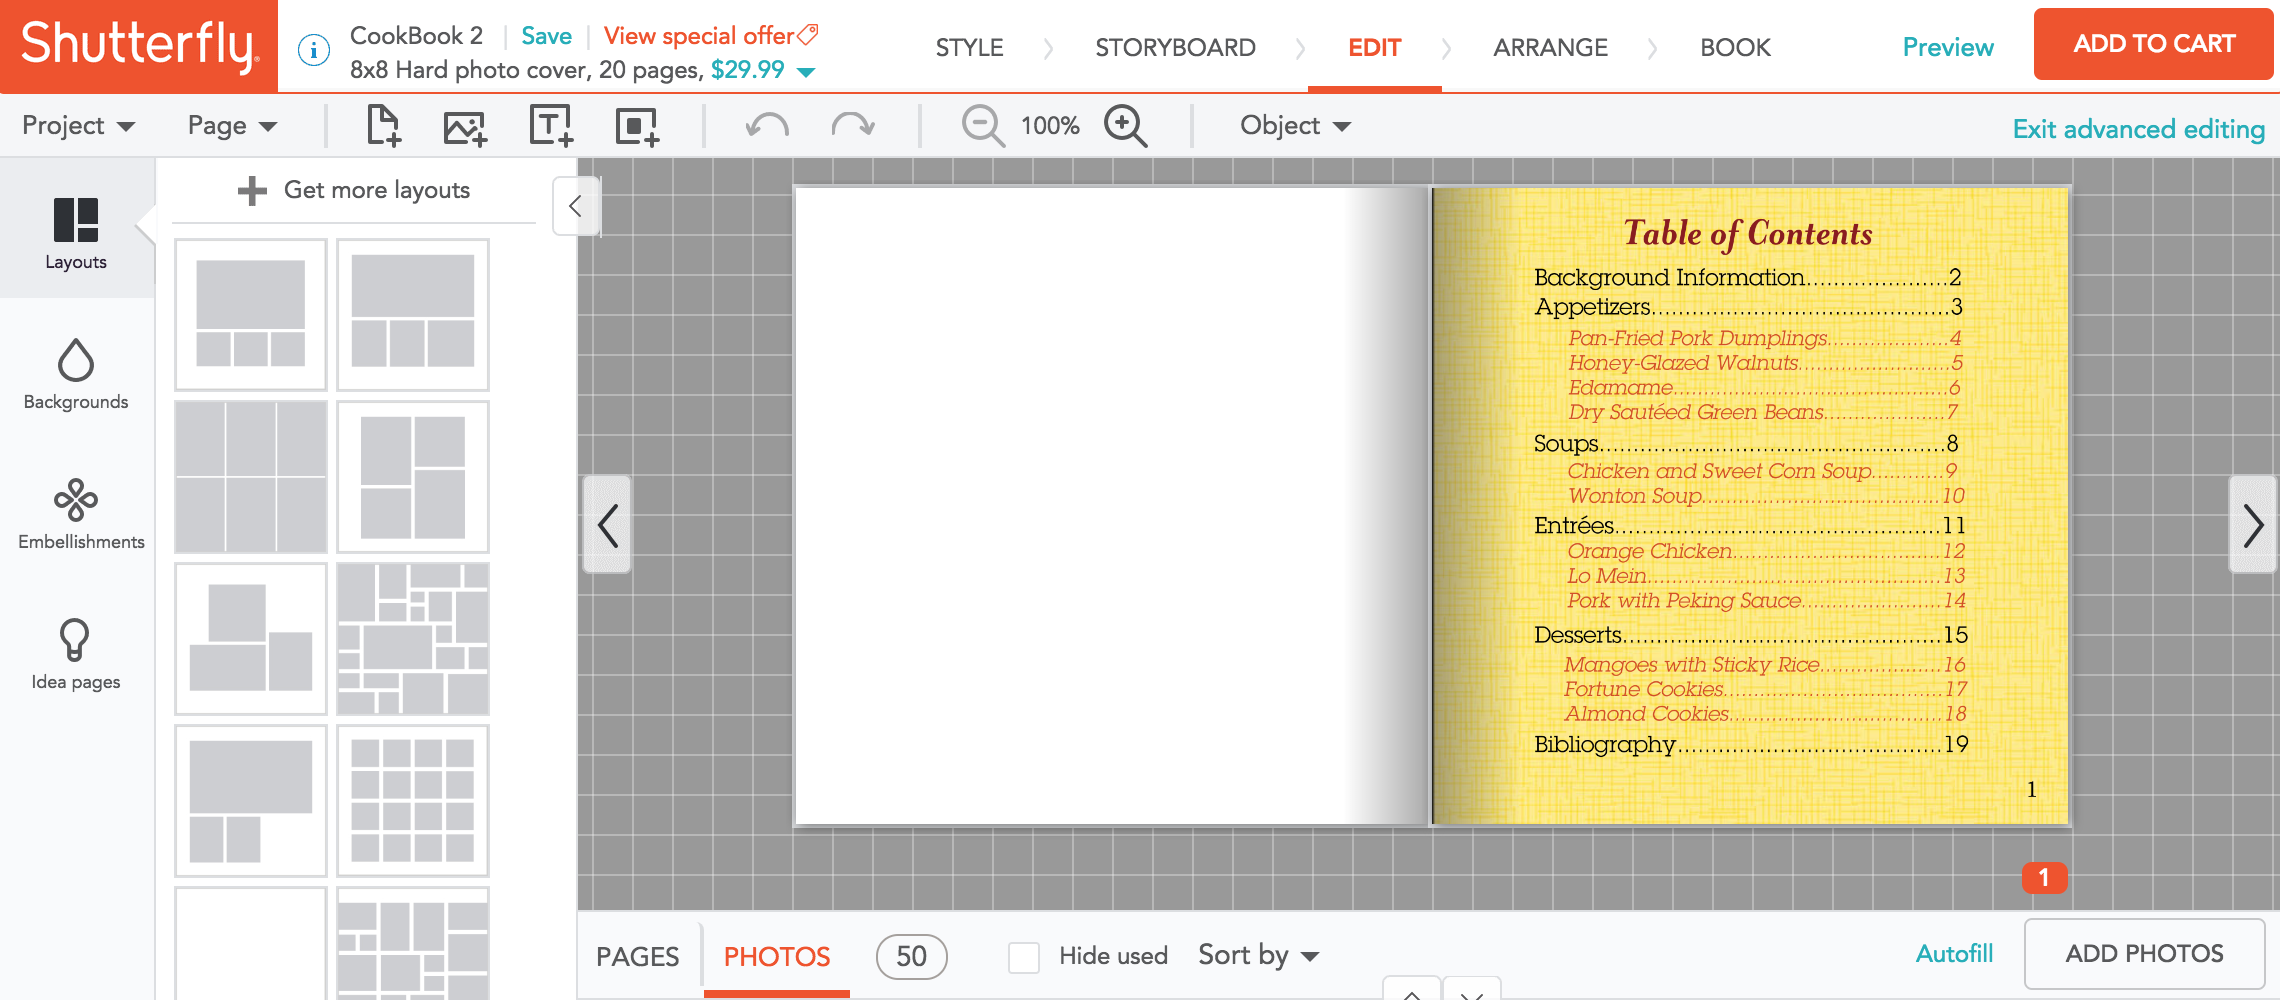 Shutterfly.
CookBook 2 | Save | View special offer
8x8 Hard photo cover, 20 pages, $29.99
STYLE
STORYBOARD
EDIT
ARRANGE
BOOK
Preview
ADD TO CART
Project
Page
100%
Object
Exit advanced editing
Layouts
Backgrounds
Embellishments
Idea pages
Get more layouts
Table of Contents
Background Information.....................2
Appetizers............................................3
Pan-Fried Pork Dumplings..................4
Honey-Glazed Walnuts.......................5
Edamame.........................................6
Dry Sautéed Green Beans..................7
Soups...................................................8
Chicken and Sweet Corn Soup...........9
Wonton Soup...................................10
Entrées................................................11
Orange Chicken...............................12
Lo Mein............................................13
Pork with Peking Sauce.....................14
Desserts...............................................15
Mangoes with Sticky Rice..................16
Fortune Cookies................................17
Almond Cookies................................18
Bibliography.......................................19
1
1
PAGES
PHOTOS
50
Hide used
Sort by
Autofill
ADD PHOTOS